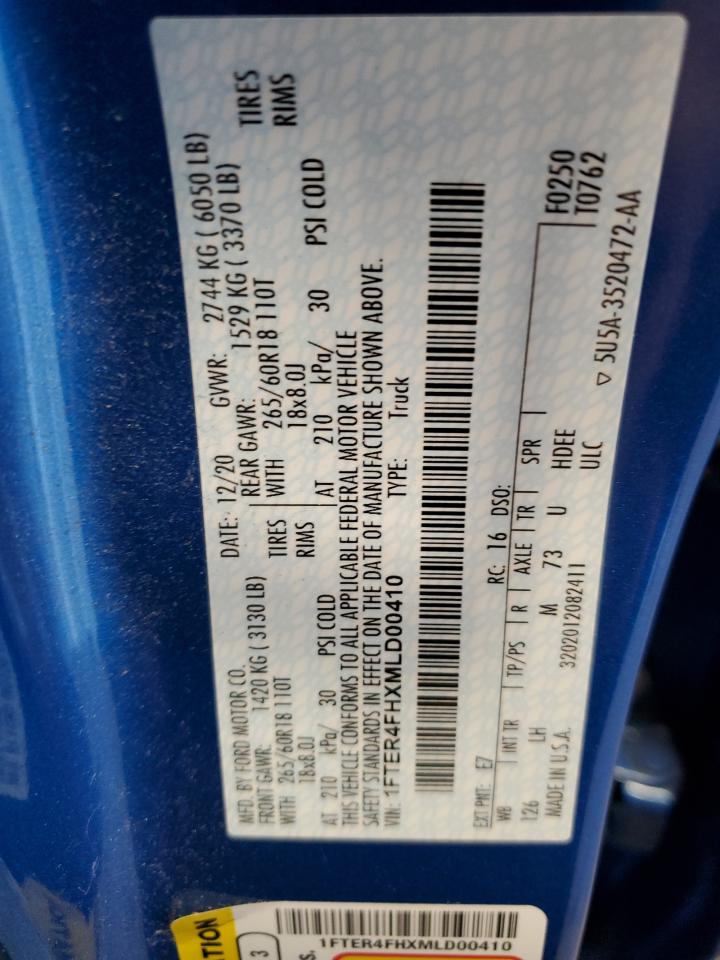 MFD. BY FORD MOTOR CO.
DATE: 12/20 GVWR: 2744 KG ( 6050 LB)
FRONT GAWR: 1420 KG ( 3130 LB) REAR GAWR: 1529 KG ( 3370 LB)
WITH 265/60R18 110T TIRES WITH 265/60R18 110T TIRES
18x8.0J RIMS 18x8.0J RIMS
AT 210 kPa/ 30 PSI COLD AT 210 kPa/ 30 PSI COLD
THIS VEHICLE CONFORMS TO ALL APPLICABLE FEDERAL MOTOR VEHICLE
SAFETY STANDARDS IN EFFECT ON THE DATE OF MANUFACTURE SHOWN ABOVE.
VIN: 1FTER4FHXMLD00410 TYPE: Truck
F0250
T0762
EXT PNT: E7 RC: 16 DSO:
WB INT TR TP/PS R AXLE TR SPR
126 LH M 73 U HDEE
MADE IN U.S.A. 3202012082411 ULC
▽ 5U5A-3520472-AA
TION
3
S.
1FTER4FHXMLD00410